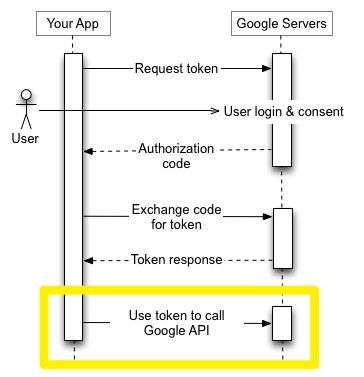 Your App
Google Servers
Request token
User
User login & consent
Authorization
code
Exchange code
for token
Token response
Use token to call
Google API